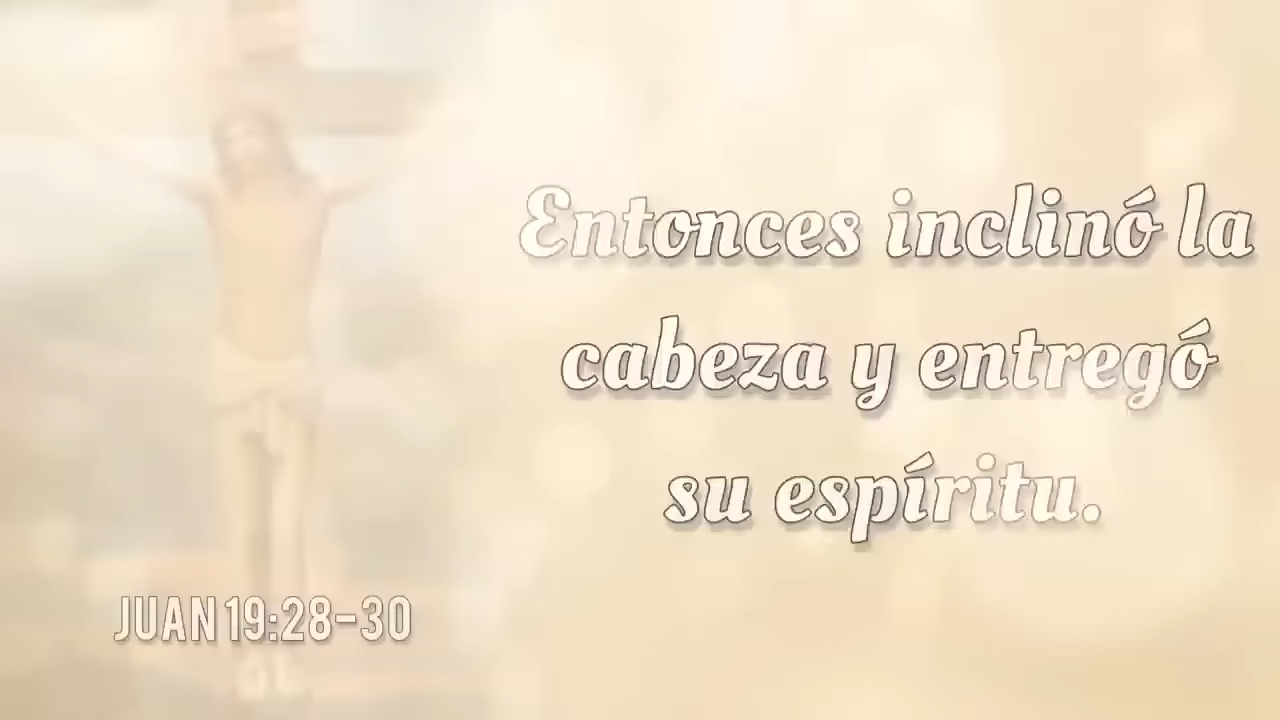 Entonces inclinó la
cabeza y entregó
su espíritu.
JUAN 19:28-30